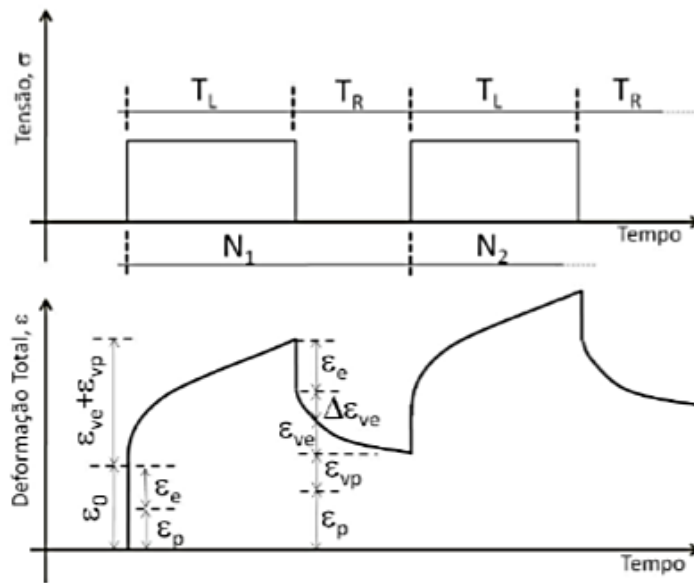 Tensão, σ
T_L T_R T_L T_R
Tempo
N_1 N_2
Deformação Total, ε
ε_ve+ε_vp
ε_0
ε_e
ε_p
ε_e
Δε_ve
ε_ve
ε_vp
ε_p
Tempo